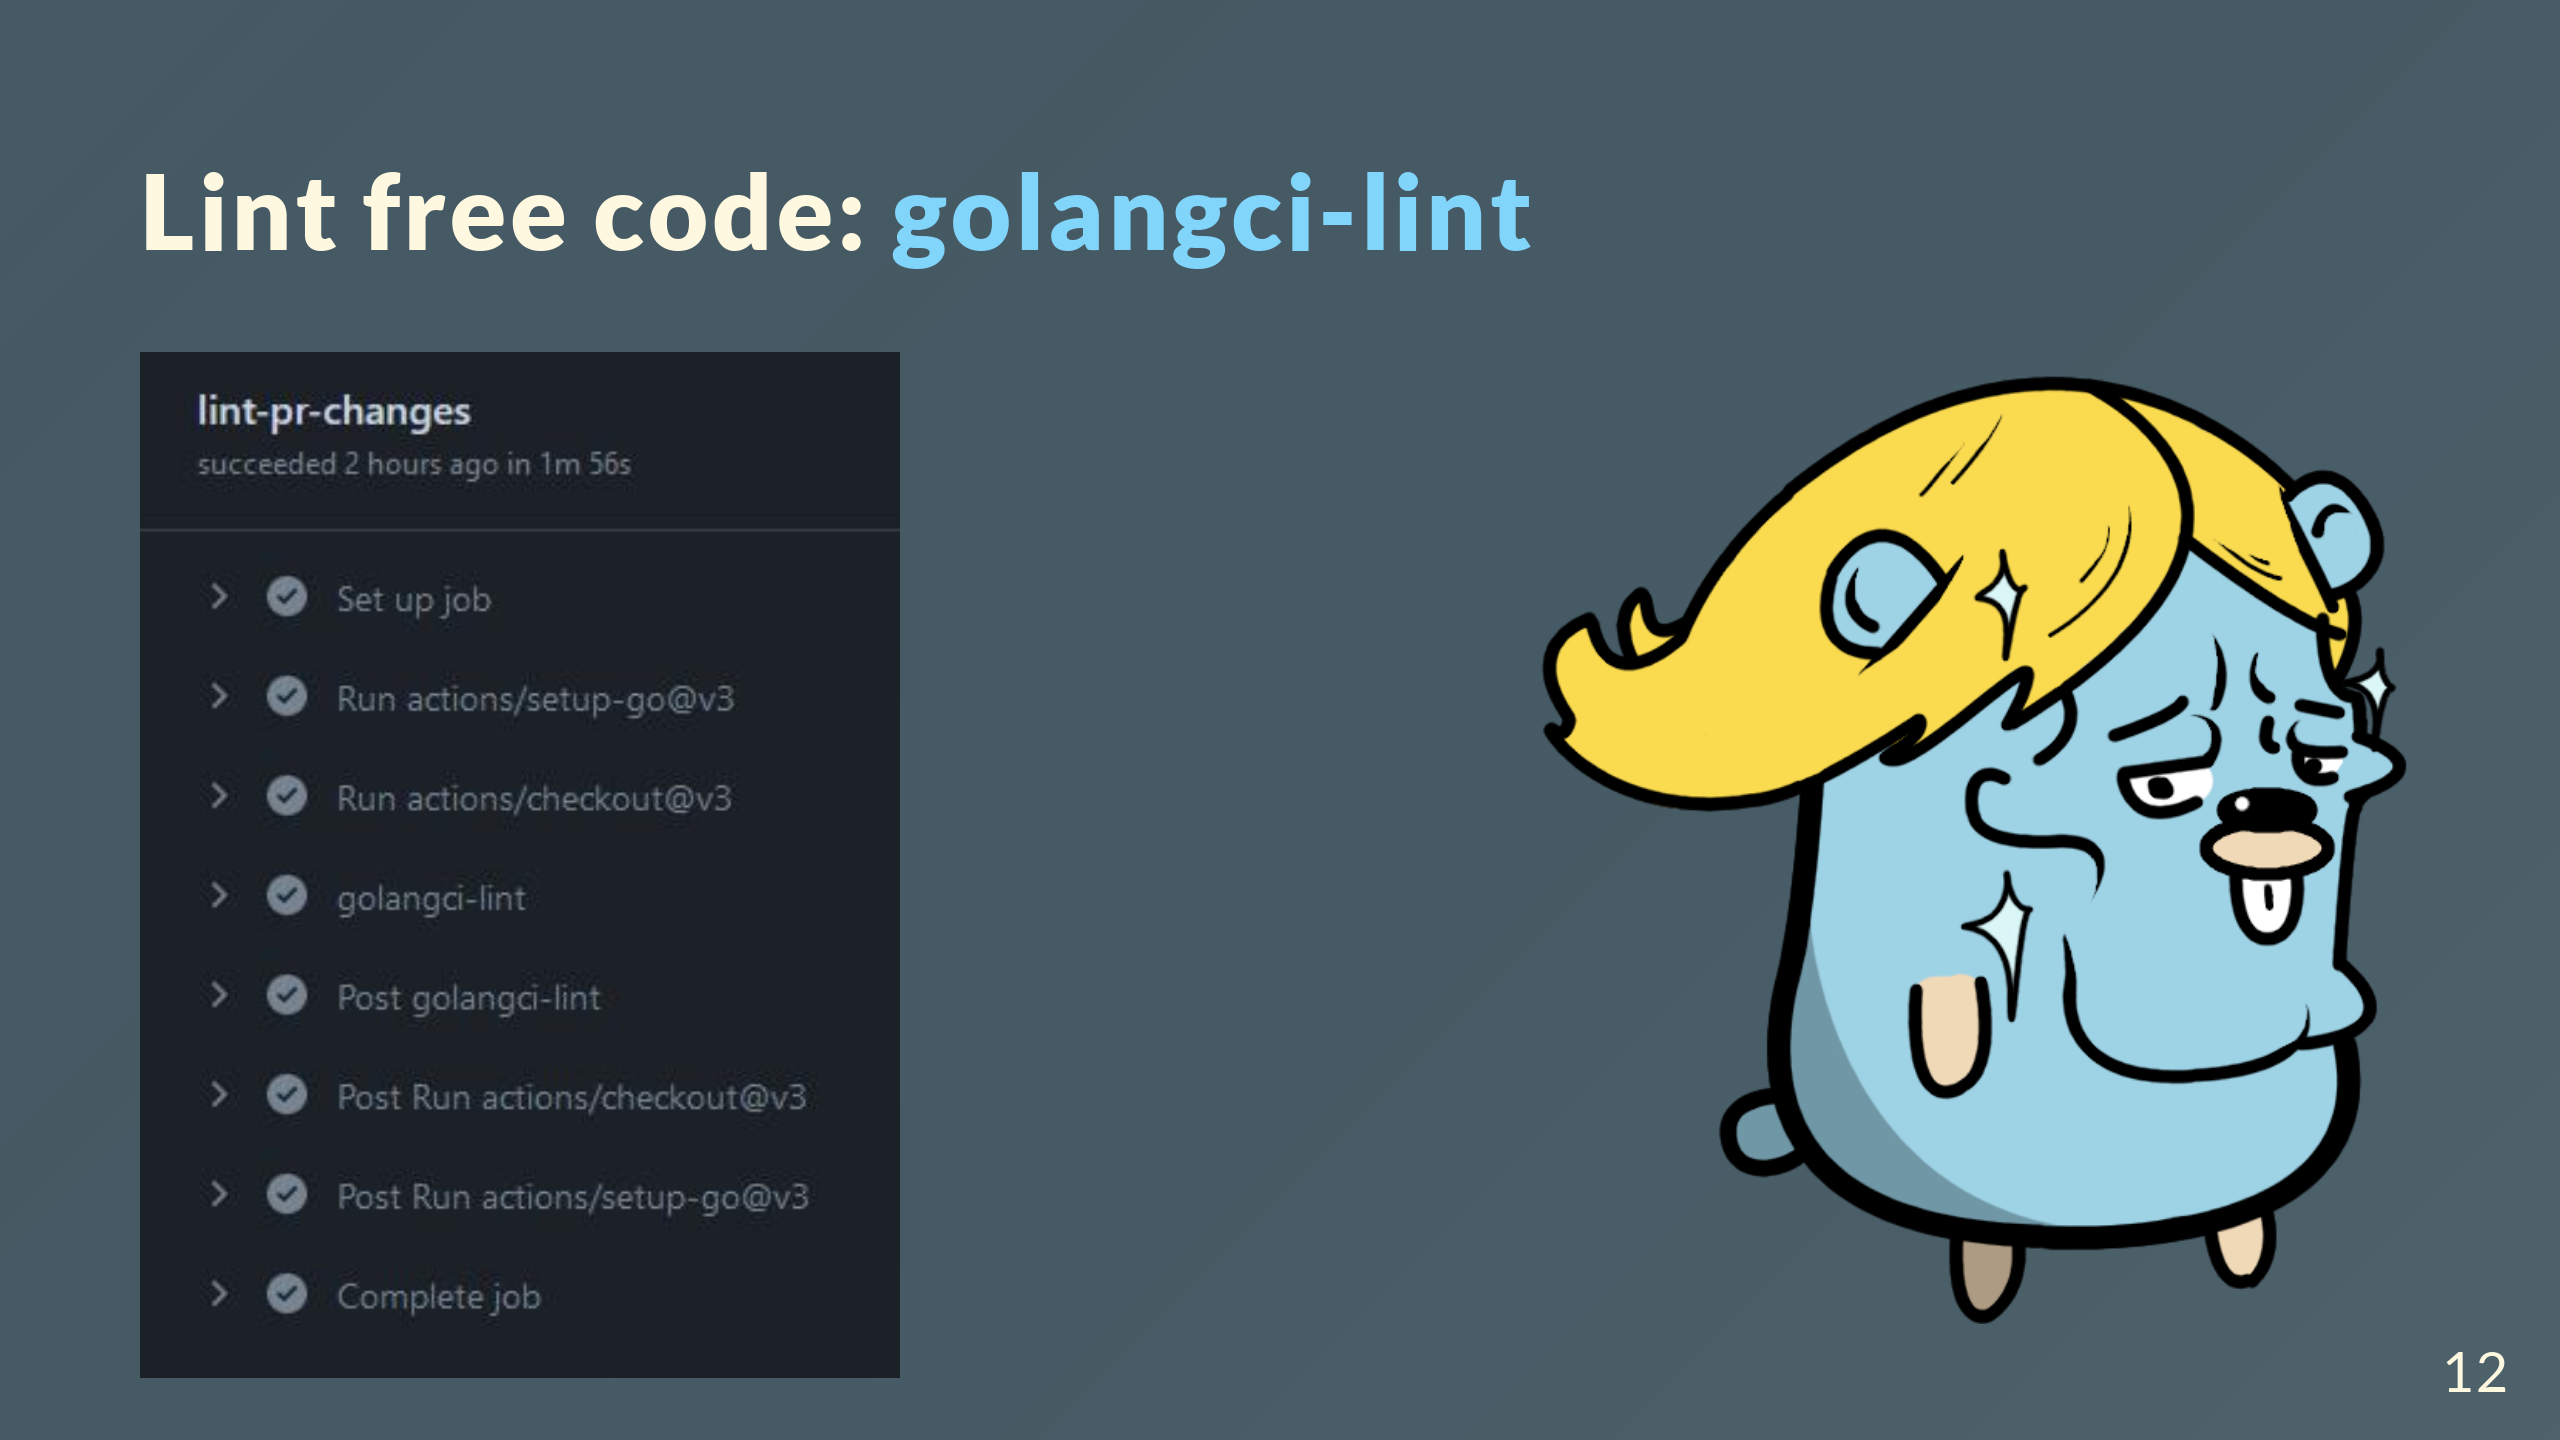 Lint free code: golangci-lint
lint-pr-changes
succeeded 2 hours ago in 1m 56s
Set up job
Run actions/setup-go@v3
Run actions/checkout@v3
golangci-lint
Post golangci-lint
Post Run actions/checkout@v3
Post Run actions/setup-go@v3
Complete job
12